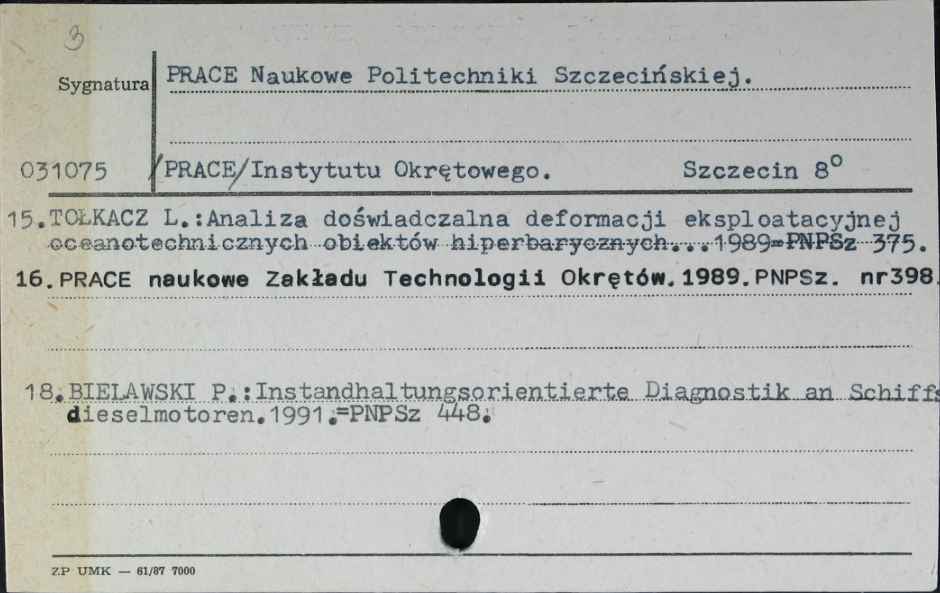 3
Sygnatura PRACE Naukowe Politechniki Szczecińskiej.
031075 /PRACE/Instytutu Okrętowego. Szczecin 8°
15.TOŁKACZ L.:Analiza doświadczalna deformacji eksploatacyjnej
oceanotechnicznych obiektów hiperbarycznych...1989=PNPSz 375.
16.PRACE naukowe Zakładu Technologii Okrętów.1989.PNPSz. nr398.
18.BIELAWSKI P.:Instandhaltungsorientierte Diagnostik an Schiffs
dieselmotoren.1991.=PNPSz 448.
ZP UMK — 61/87 7000